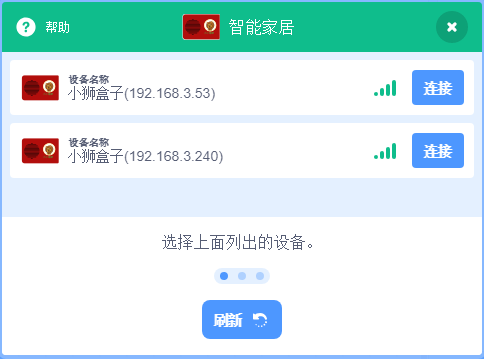 帮助
智能家居
设备名称
小狮盒子(192.168.3.53)
连接
设备名称
小狮盒子(192.168.3.240)
连接
选择上面列出的设备。
刷新